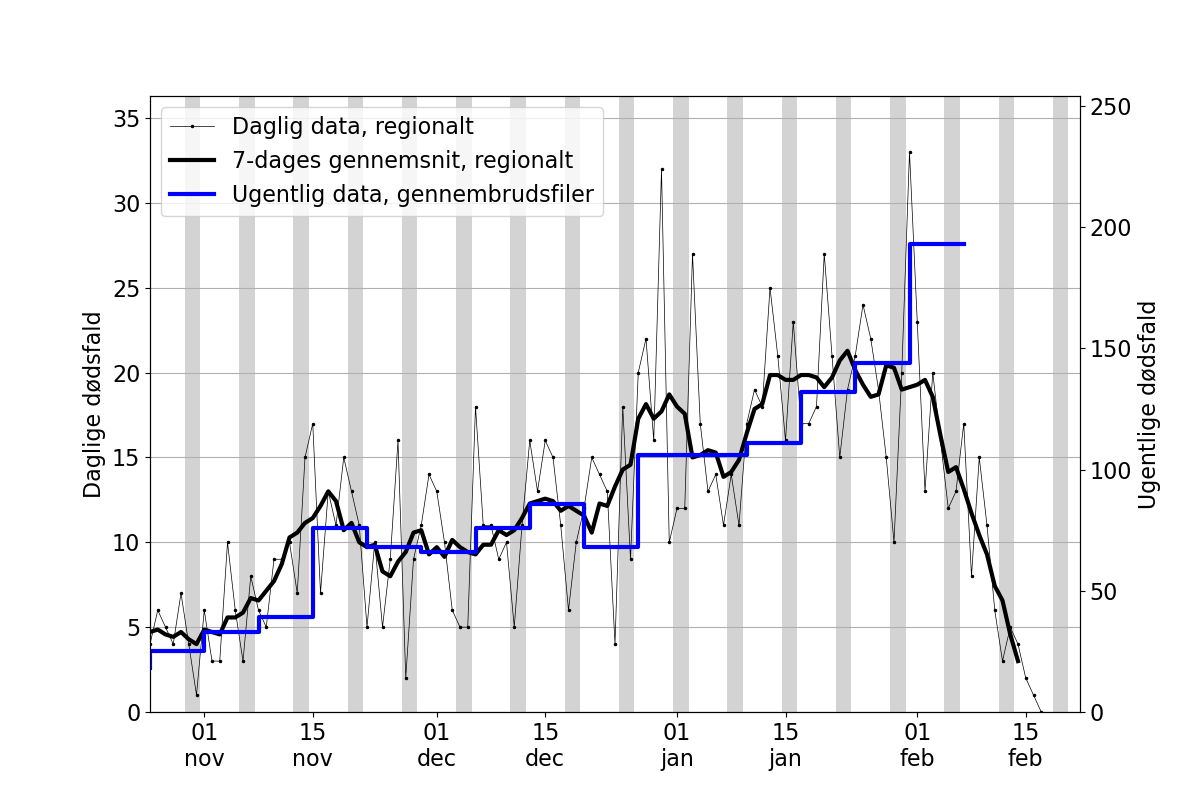 Daglig data, regionalt
7-dages gennemsnit, regionalt
Ugentlig data, gennembrudsfiler
Daglige dødsfald
35
30
25
20
15
10
5
0
250
200
150
100
50
0
Ugentlige dødsfald
01 15 01 15 01 15 01 15
nov nov dec dec jan jan feb feb